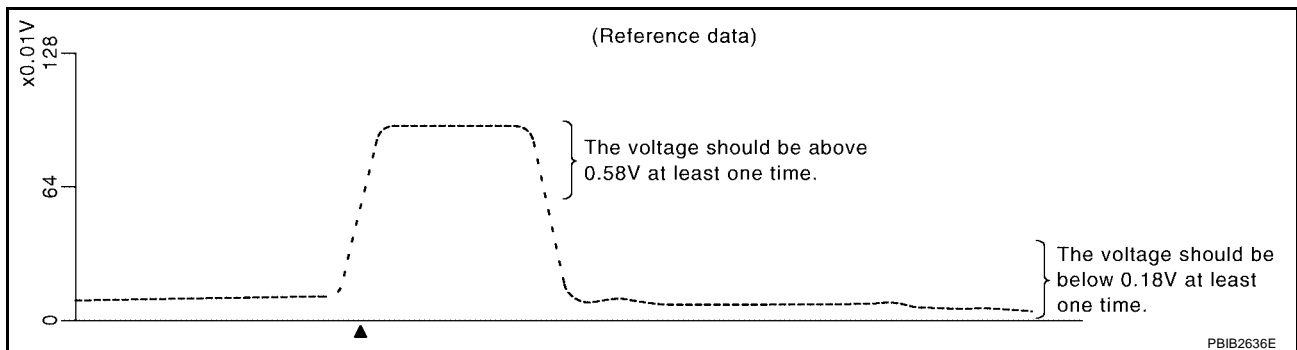 (Reference data)
x0.01V
128
64
0
The voltage should be above
0.58V at least one time.
The voltage should be
below 0.18V at least
one time.
PBIB2636E